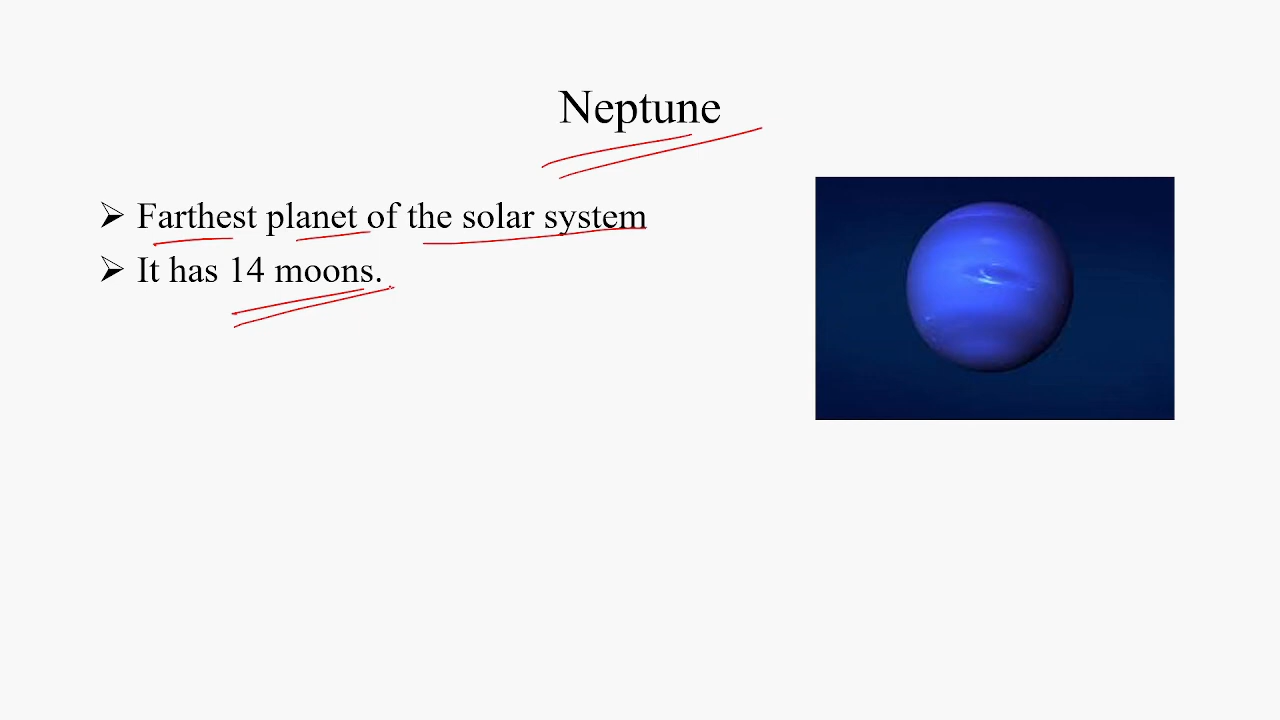 Neptune
➢ Farthest planet of the solar system
➢ It has 14 moons.